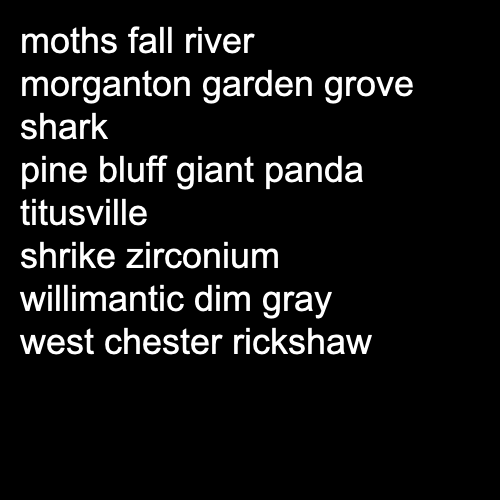 moths fall river
morganton garden grove
shark
pine bluff giant panda
titusville
shrike zirconium
willimantic dim gray
west chester rickshaw